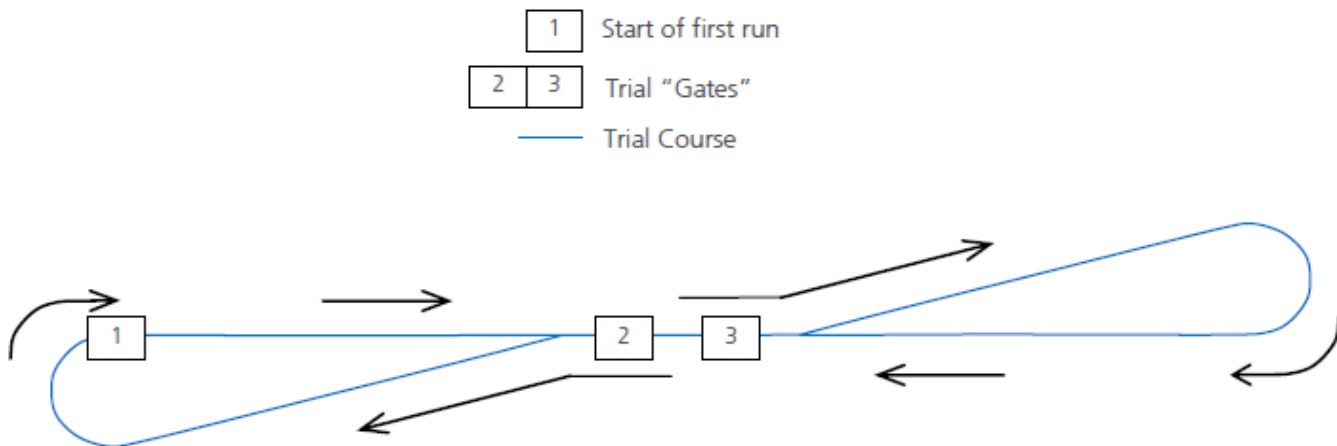 1 Start of first run
2 3 Trial “Gates”
Trial Course
1 2 3